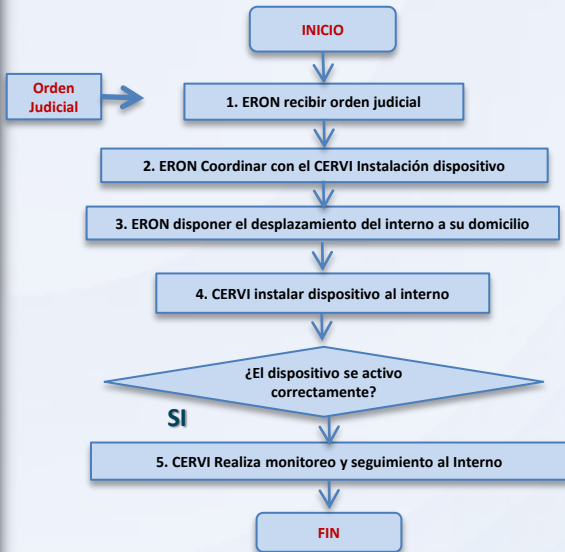 INICIO
Orden
Judicial
1. ERON recibir orden judicial
2. ERON Coordinar con el CERVI Instalación dispositivo
3. ERON disponer el desplazamiento del interno a su domicilio
4. CERVI instalar dispositivo al interno
¿El dispositivo se activo
correctamente?
SI
5. CERVI Realiza monitoreo y seguimiento al Interno
FIN